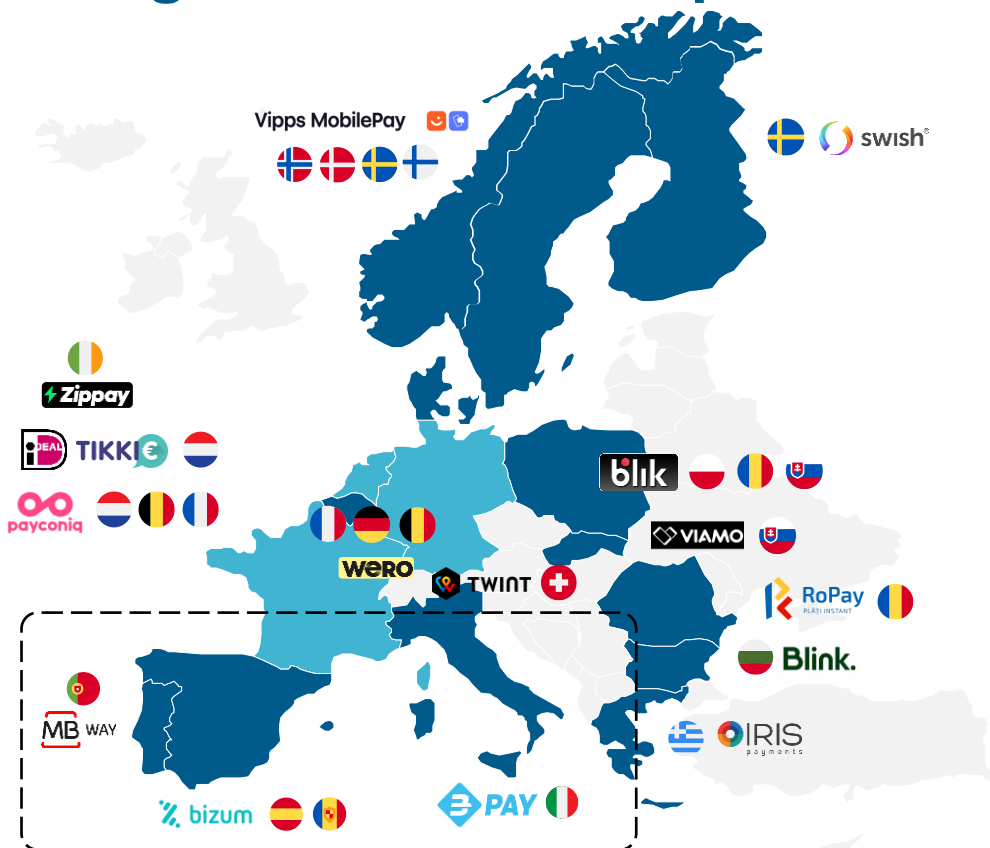 Vipps MobilePay
swish®
Zippay
iDEAL
TIKKIE
payconiq
blik
VIAMO
wero
TWINT
RoPay
PLĂȚI INSTANT
Blink.
MB WAY
IRIS
payments
bizum
B PAY